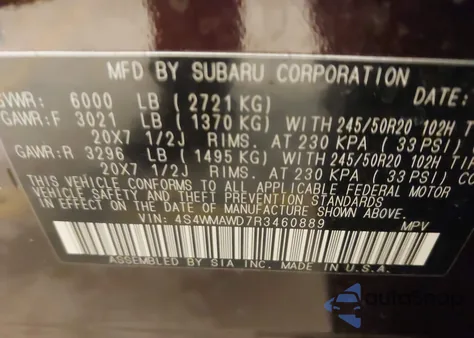 MFD BY SUBARU CORPORATION DATE:
GVWR: 6000 LB (2721 KG)
GAWR:F 3021 LB (1370 KG) WITH 245/50R20 102H
20X7 1/2J RIMS. AT 230 KPA (33 PSI)
GAWR:R 3296 LB (1495 KG) WITH 245/50R20 102H
20X7 1/2J RIMS. AT 230 KPA (33 PSI)
THIS VEHICLE CONFORMS TO ALL APPLICABLE FEDERAL MOTOR
VEHICLE SAFETY AND THEFT PREVENTION STANDARDS
IN EFFECT ON THE DATE OF MANUFACTURE SHOWN ABOVE.
VIN: 4S4WMAWD7R3460889 MPV
ASSEMBLED BY SIA INC. MADE IN U.S.A.
autoSnap